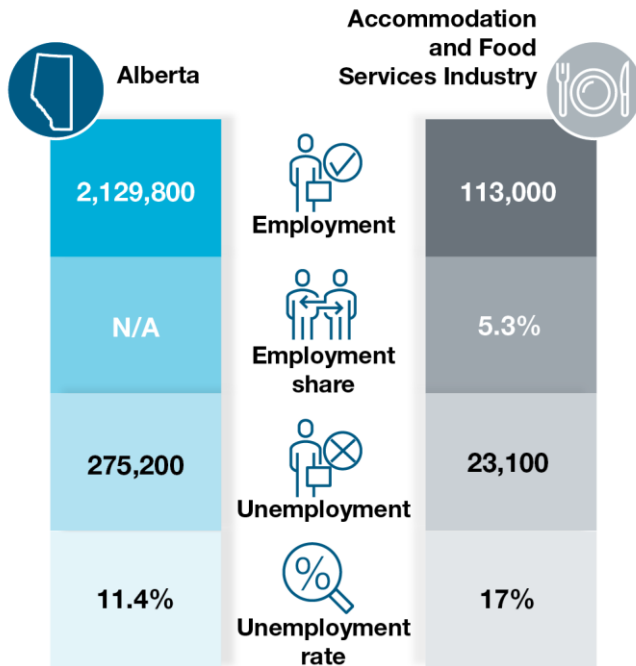 Alberta
Accommodation
and Food
Services Industry
2,129,800
Employment
113,000
N/A
Employment
share
5.3%
275,200
Unemployment
23,100
11.4%
%
Unemployment
rate
17%